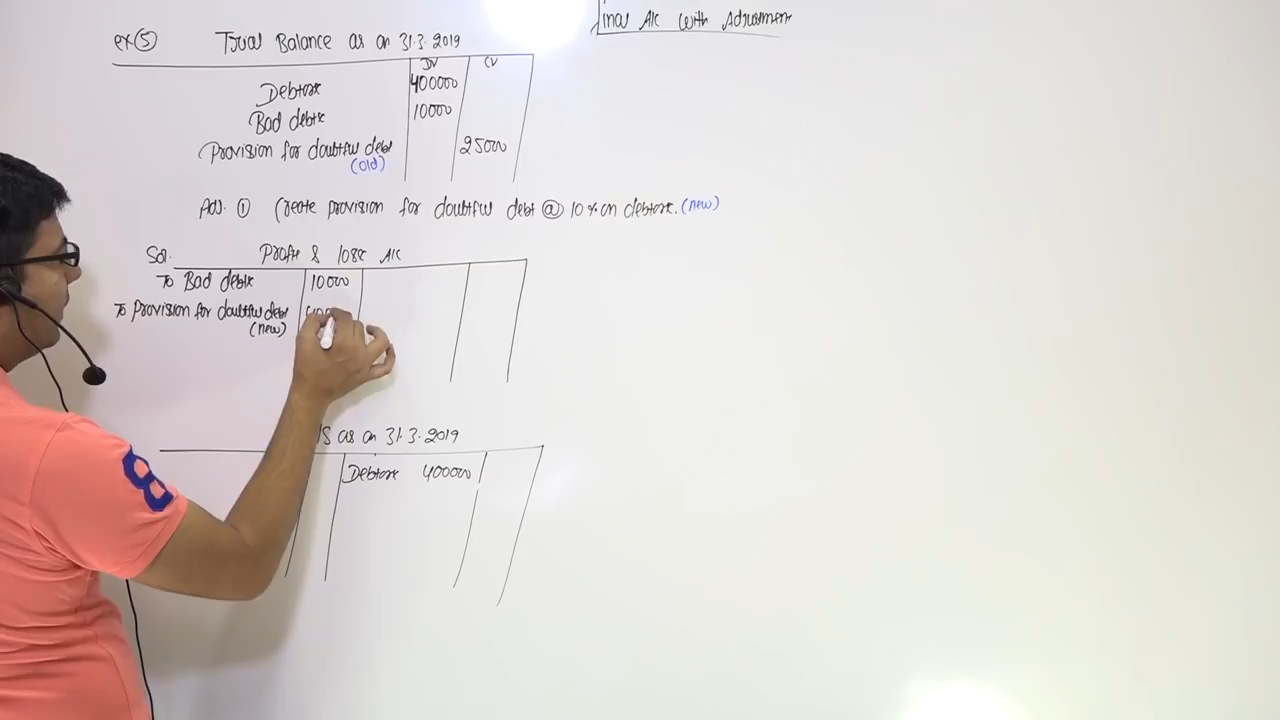 inal A/c with Adjustment
ex(5) Trial Balance as on 31.3.2019
Dr Cr
Debtors 400000
Bad debts 10000
Provision for doubtful debt 25000
(old)
Adj. ① Create provision for doubtful debt @ 10% on debtors. (new)
Sol. Profit & loss A/c
To Bad debts 10000
To Provision for doubtful debt
(new)
/S as on 31.3.2019
Debtors 400000
8